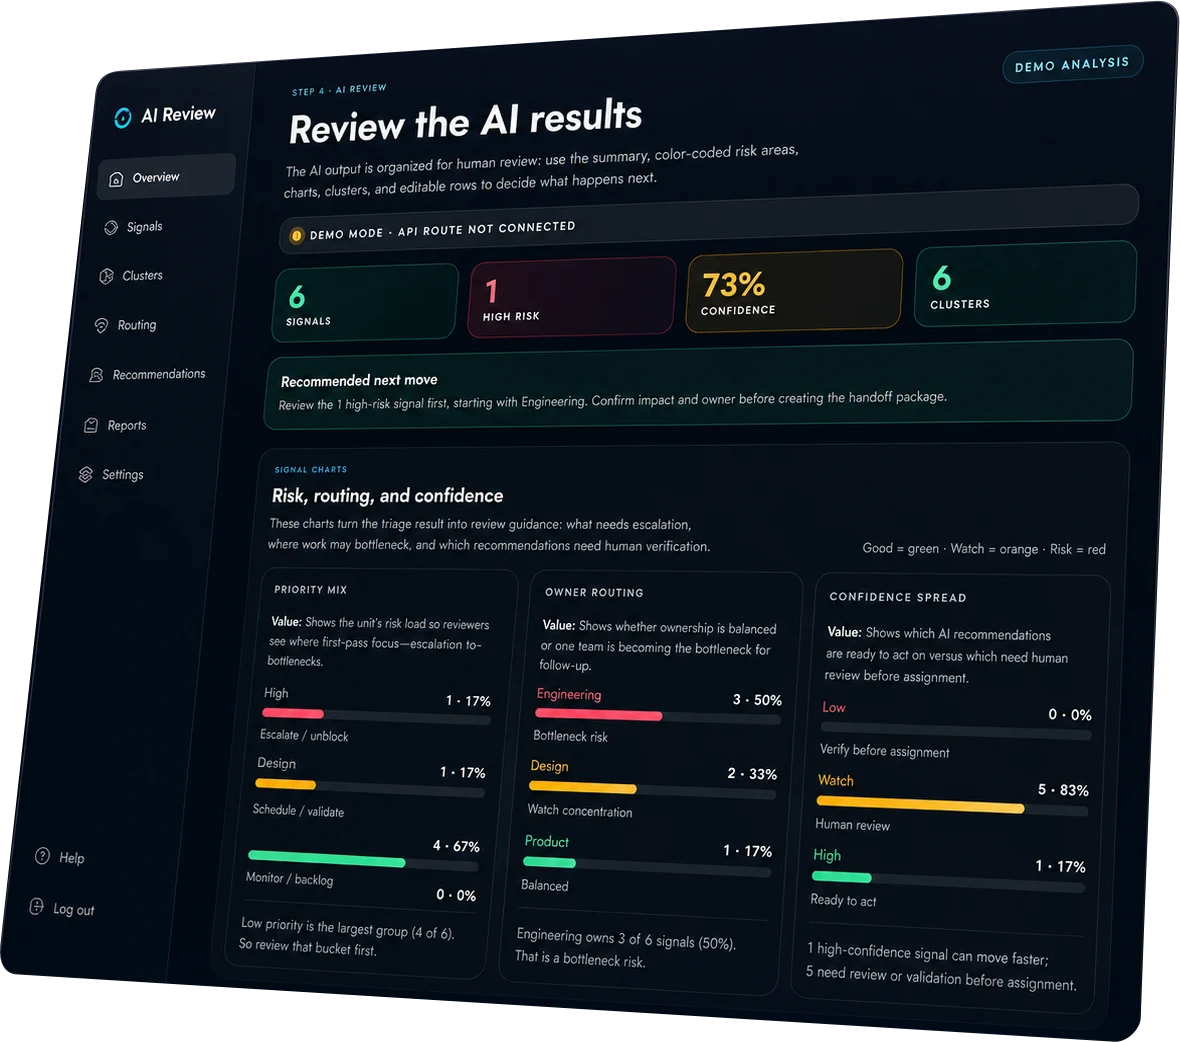 AI Review
Overview
Signals
Clusters
Routing
Recommendations
Reports
Settings
Help
Log out
STEP 4 · AI REVIEW
DEMO ANALYSIS
Review the AI results
The AI output is organized for human review: use the summary, color-coded risk areas,
charts, clusters, and editable rows to decide what happens next.
DEMO MODE · API ROUTE NOT CONNECTED
6
SIGNALS
1
HIGH RISK
73%
CONFIDENCE
6
CLUSTERS
Recommended next move
Review the 1 high-risk signal first, starting with Engineering. Confirm impact and owner before creating the handoff package.
SIGNAL CHARTS
Risk, routing, and confidence
These charts turn the triage result into review guidance: what needs escalation,
where work may bottleneck, and which recommendations need human verification.
Good = green · Watch = orange · Risk = red
PRIORITY MIX
Value: Shows the unit's risk load so reviewers
see where first-pass focus—escalation to-
bottlenecks.
High 1 · 17%
Escalate / unblock
Design 1 · 17%
Schedule / validate
4 · 67%
Monitor / backlog
0 · 0%
Low priority is the largest group (4 of 6).
So review that bucket first.
OWNER ROUTING
Value: Shows whether ownership is balanced
or one team is becoming the bottleneck for
follow-up.
Engineering 3 · 50%
Bottleneck risk
Design 2 · 33%
Watch concentration
Product 1 · 17%
Balanced
Engineering owns 3 of 6 signals (50%).
That is a bottleneck risk.
CONFIDENCE SPREAD
Value: Shows which AI recommendations
are ready to act on versus which need human
review before assignment.
Low 0 · 0%
Verify before assignment
Watch 5 · 83%
Human review
High 1 · 17%
Ready to act
1 high-confidence signal can move faster;
5 need review or validation before assignment.